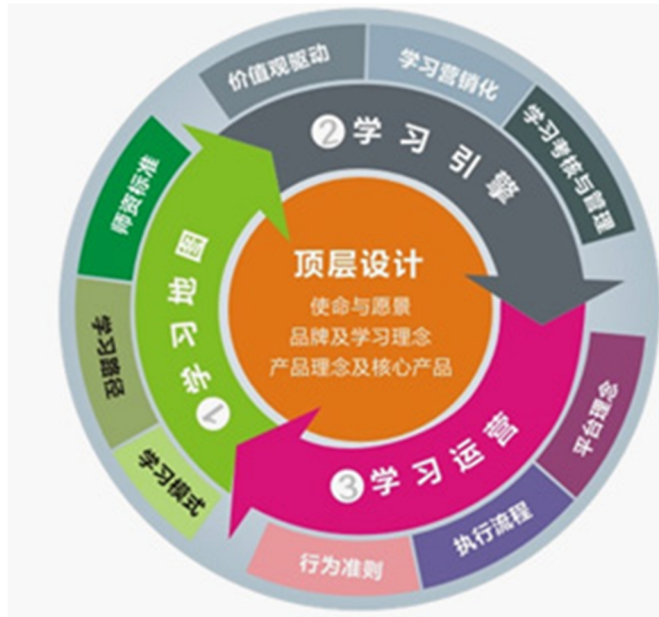 顶层设计
使命与愿景
品牌及学习理念
产品理念及核心产品
1学习地图
师资标准
学习路径
学习模式
2学习引擎
价值观驱动
学习营销化
学习考核与管理
3学习运营
平台理念
执行流程
行为准则